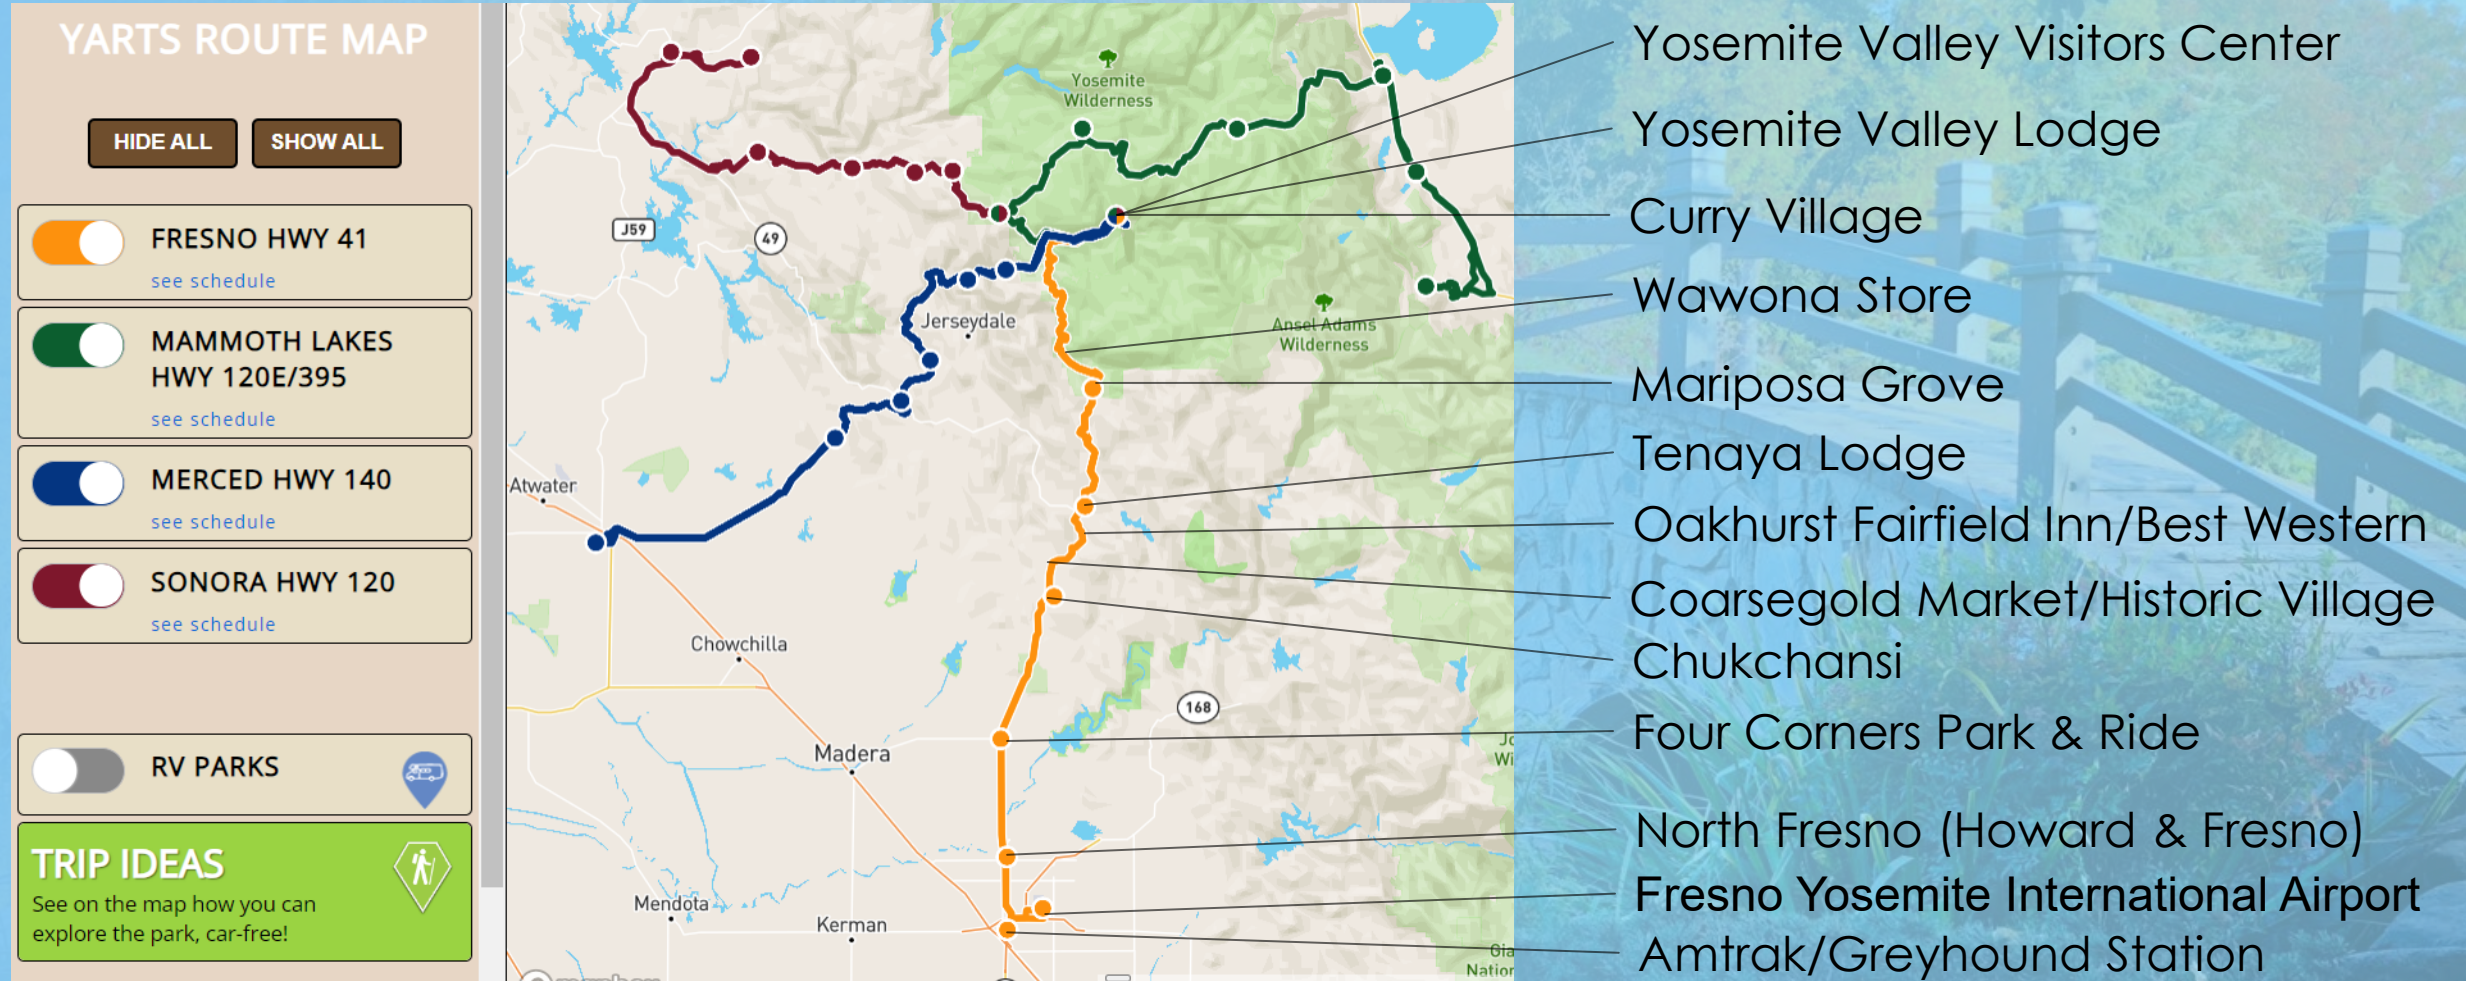 YARTS ROUTE MAP
HIDE ALL
SHOW ALL
FRESNO HWY 41
see schedule
MAMMOTH LAKES
HWY 120E/395
see schedule
MERCED HWY 140
see schedule
SONORA HWY 120
see schedule
RV PARKS
TRIP IDEAS
See on the map how you can
explore the park, car-free!
Yosemite
Wilderness
J59
49
Jerseydale
Ansel Adams
Wilderness
Atwater
Chowchilla
168
Madera
Mendota
Kerman
Yosemite Valley Visitors Center
Yosemite Valley Lodge
Curry Village
Wawona Store
Mariposa Grove
Tenaya Lodge
Oakhurst Fairfield Inn/Best Western
Coarsegold Market/Historic Village
Chukchansi
Four Corners Park & Ride
North Fresno (Howard & Fresno)
Fresno Yosemite International Airport
Amtrak/Greyhound Station